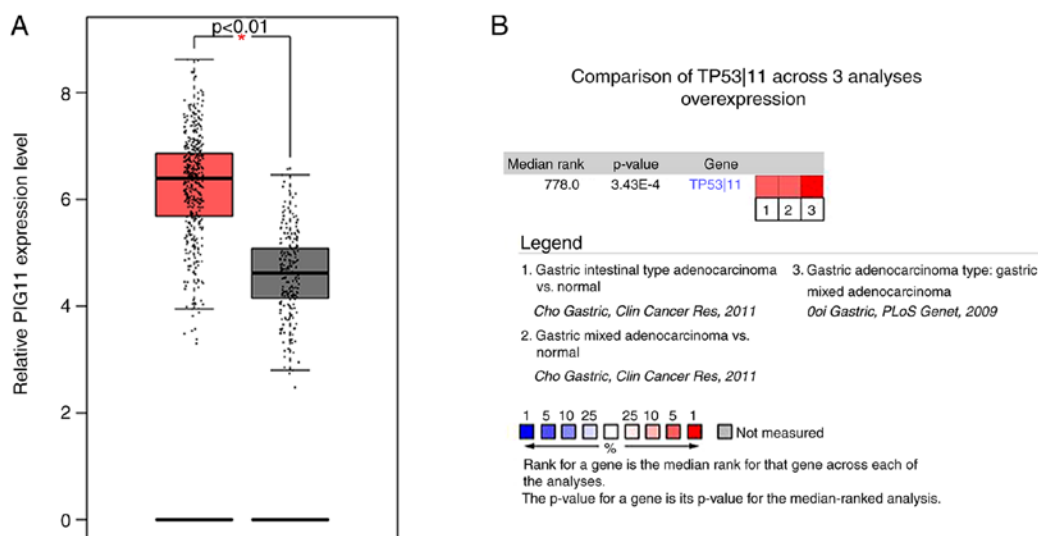 A
p<0.01
*
Relative PIG11 expression level
8
6
4
2
0
B
Comparison of TP53|11 across 3 analyses
overexpression
Median rank p-value Gene
778.0 3.43E-4 TP53|11
1 2 3
Legend
1. Gastric intestinal type adenocarcinoma
vs. normal
Cho Gastric, Clin Cancer Res, 2011
2. Gastric mixed adenocarcinoma vs.
normal
Cho Gastric, Clin Cancer Res, 2011
3. Gastric adenocarcinoma type: gastric
mixed adenocarcinoma
0oi Gastric, PLoS Genet, 2009
1 5 10 25 25 10 5 1
Not measured
%
Rank for a gene is the median rank for that gene across each of
the analyses.
The p-value for a gene is its p-value for the median-ranked analysis.